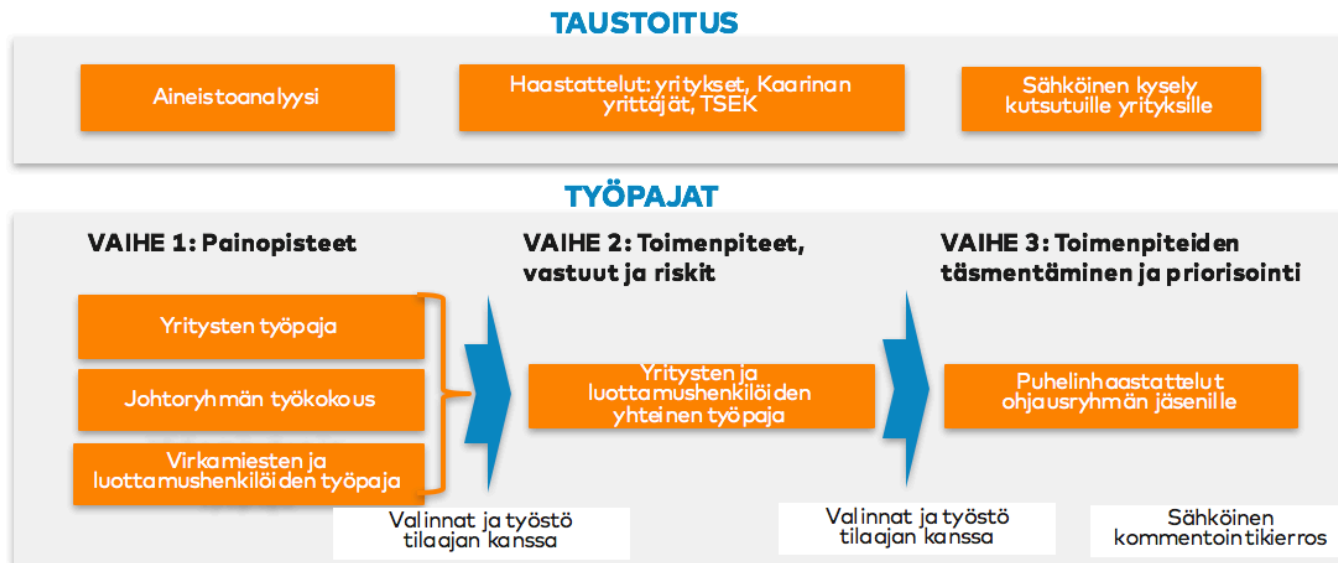 TAUSTOITUS
Aineistoanalyysi
Haastattelut: yritykset, Kaarinan
yrittäjät, TSEK
Sähköinen kysely
kutsutuille yrityksille
TYÖPAJAT
VAIHE 1: Painopisteet
Yritysten työpaja
Johtoryhmän työkokous
Virkamiesten ja
luottamushenkilöiden työpaja
Valinnat ja työstö
tilaajan kanssa
VAIHE 2: Toimenpiteet,
vastuut ja riskit
Yritysten ja
luottamushenkilöiden
yhteinen työpaja
Valinnat ja työstö
tilaajan kanssa
VAIHE 3: Toimenpiteiden
täsmentäminen ja priorisointi
Puhelinhaastattelut
ohjausryhmän jäsenille
Sähköinen
kommentointikierros